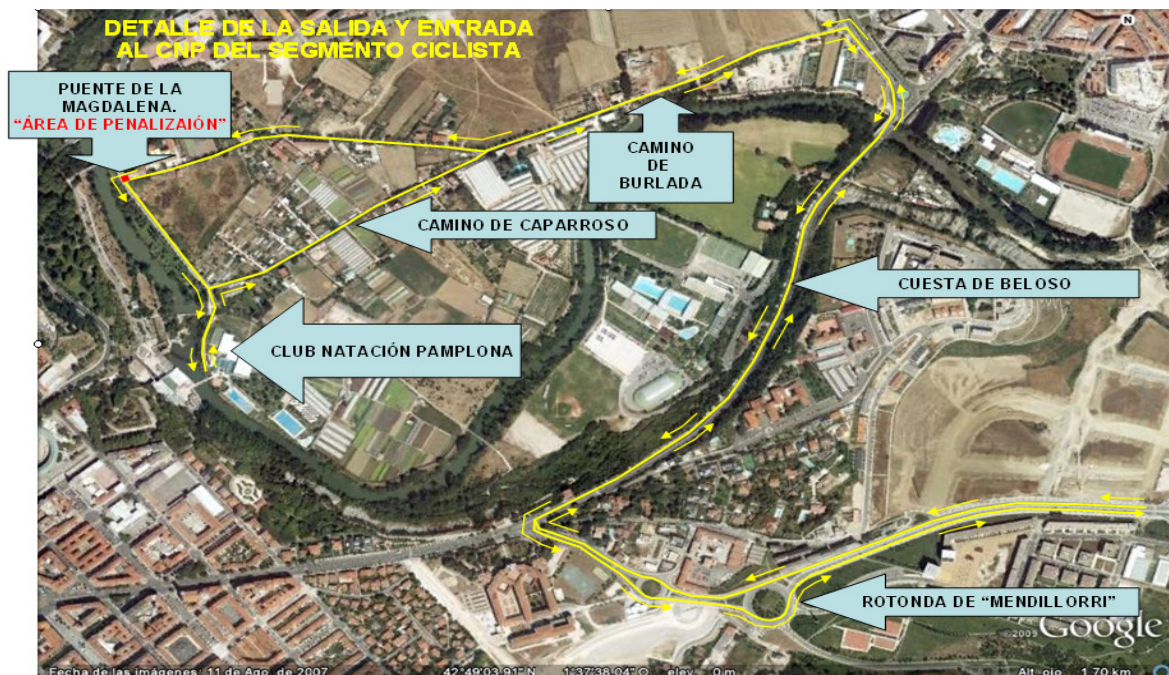 DETALLE DE LA SALIDA Y ENTRADA
AL CNP DEL SEGMENTO CICLISTA
N
PUENTE DE LA
MAGDALENA.
“ÁREA DE PENALIZAIÓN”
CAMINO
DE
BURLADA
CAMINO DE CAPARROSO
CUESTA DE BELOSO
CLUB NATACIÓN PAMPLONA
ROTONDA DE “MENDILLORRI”
©2009 Google
Fecha de las imágenes: 11 de Ago. de 2007 42°49'03.91" N 1°37'38.04" O elev. 0 m Alt. ojo 1.70 km